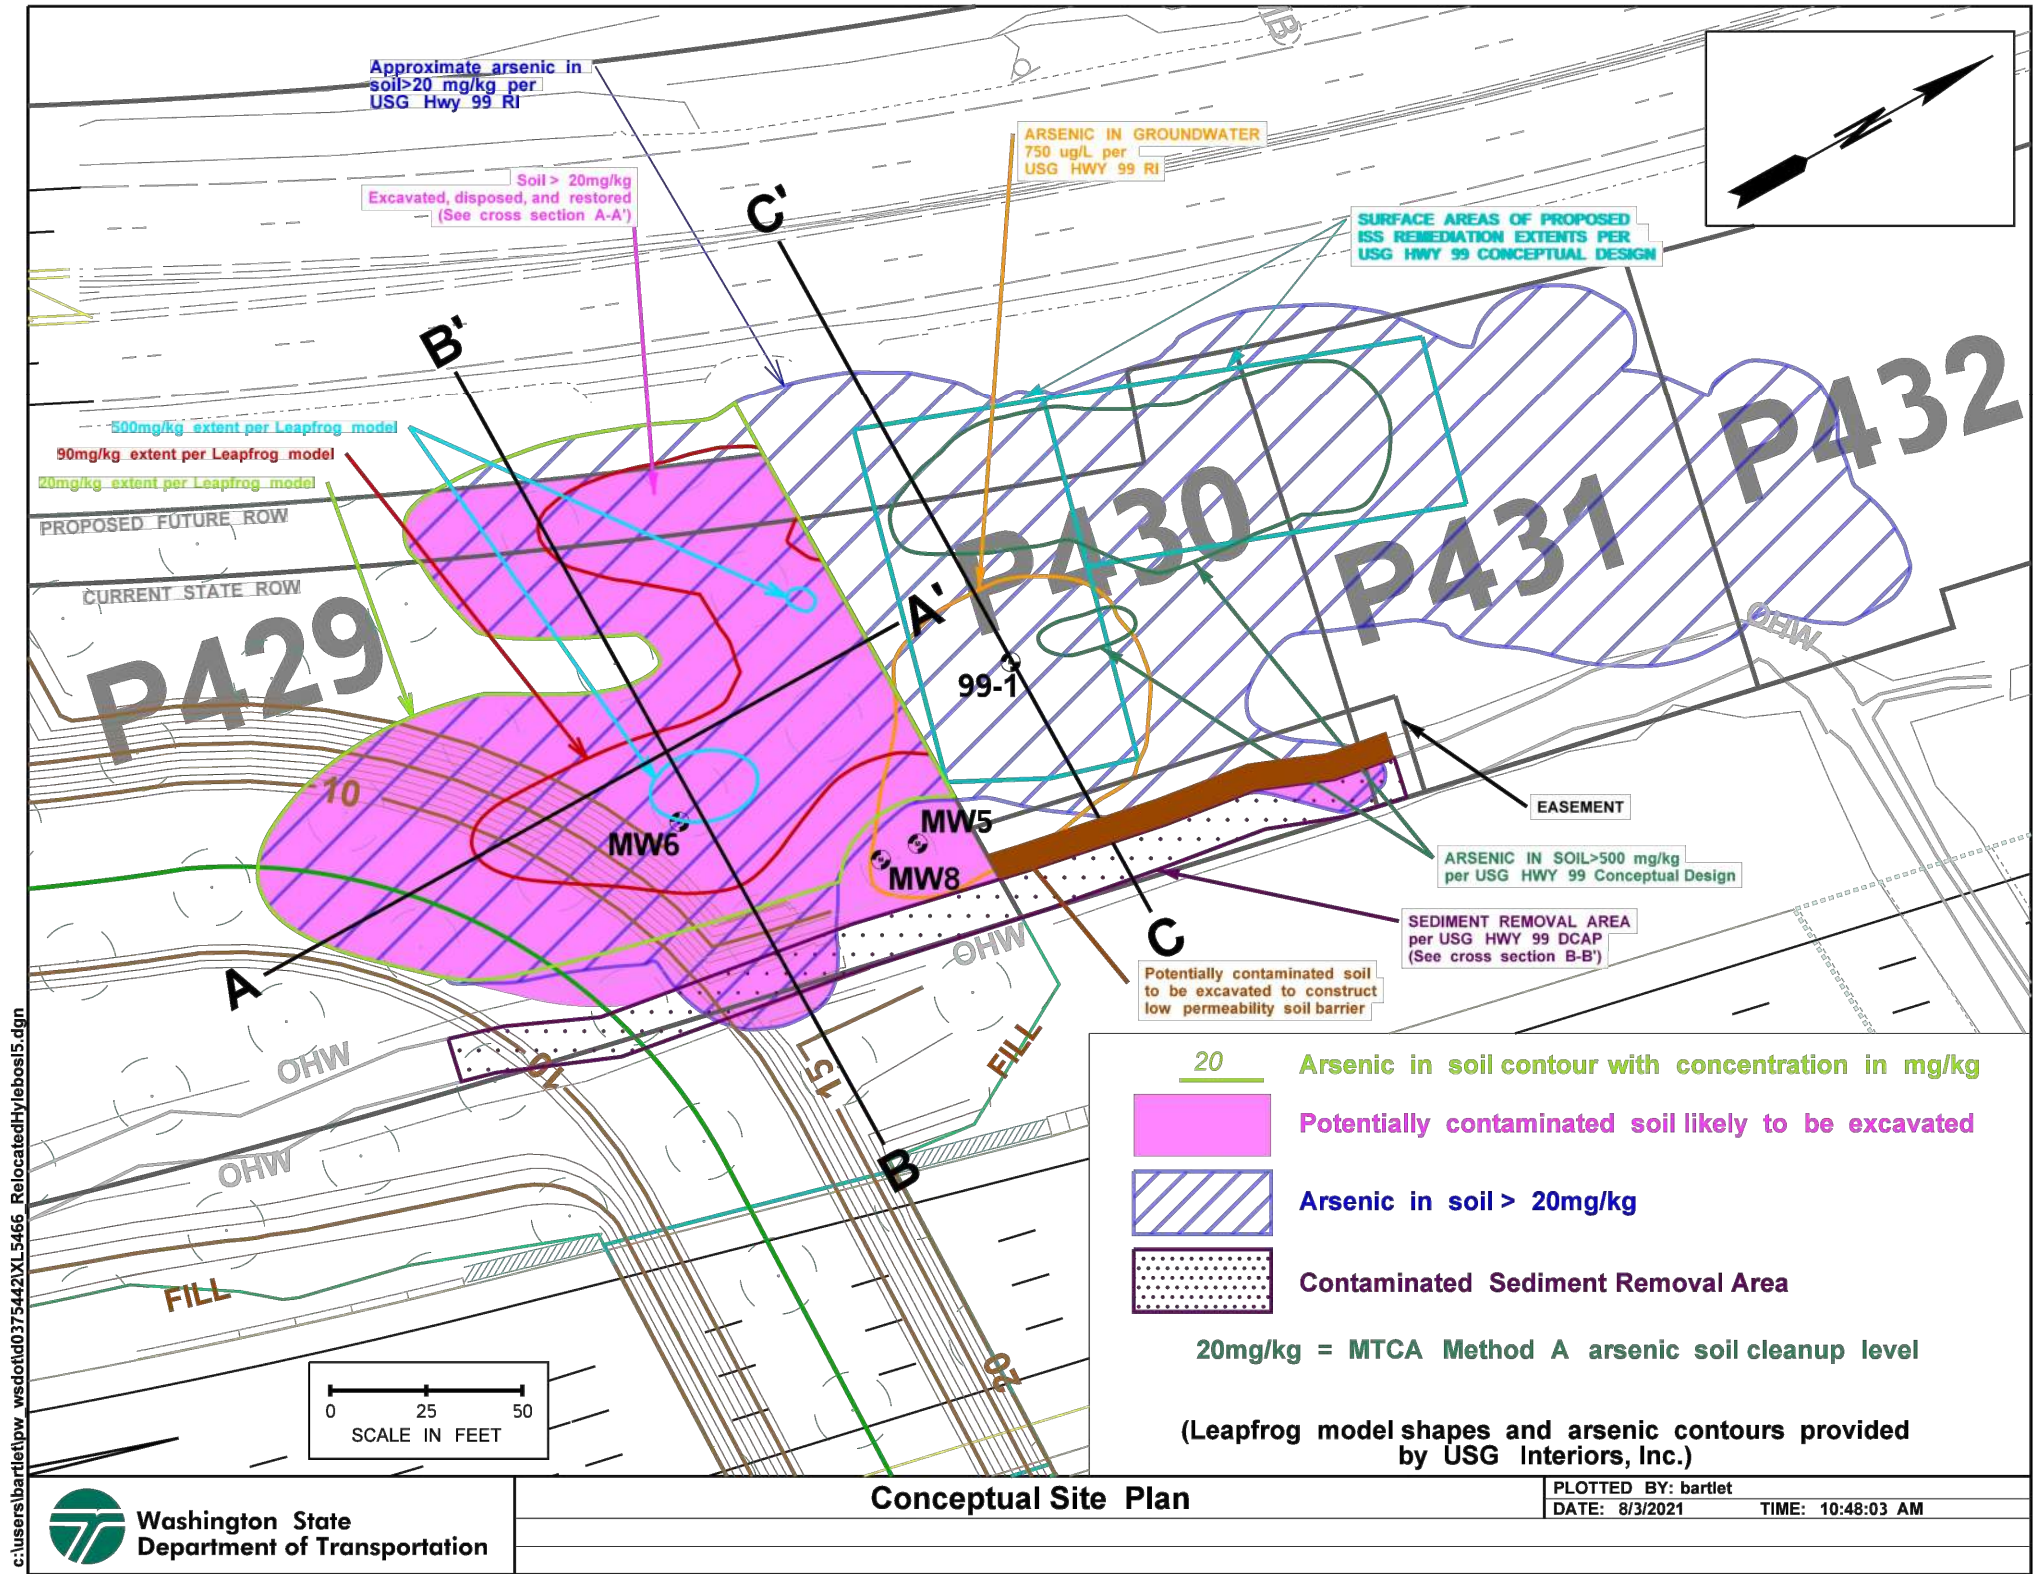 Approximate arsenic in
soil>20 mg/kg per
USG Hwy 99 RI
ARSENIC IN GROUNDWATER
750 ug/L per
USG HWY 99 RI
Soil > 20mg/kg
Excavated, disposed, and restored
(See cross section A-A')
SURFACE AREAS OF PROPOSED
ISS REMEDIATION EXTENTS PER
USG HWY 99 CONCEPTUAL DESIGN
N
C'
B'
500mg/kg extent per Leapfrog model
90mg/kg extent per Leapfrog model
20mg/kg extent per Leapfrog model
PROPOSED FUTURE ROW
CURRENT STATE ROW
P429
P430
P431
P432
A'
99-1
OHW
10
MW6
MW5
MW8
EASEMENT
ARSENIC IN SOIL>500 mg/kg
per USG HWY 99 Conceptual Design
SEDIMENT REMOVAL AREA
per USG HWY 99 DCAP
(See cross section B-B')
Potentially contaminated soil
to be excavated to construct
low permeability soil barrier
C
A
OHW
OHW
OHW
10
15
FILL
B
FILL
20
20
Arsenic in soil contour with concentration in mg/kg
Potentially contaminated soil likely to be excavated
Arsenic in soil > 20mg/kg
Contaminated Sediment Removal Area
20mg/kg = MTCA Method A arsenic soil cleanup level
(Leapfrog model shapes and arsenic contours provided
by USG Interiors, Inc.)
0 25 50
SCALE IN FEET
c:\users\bartlet\pw_wsdot\d0375442\XL5466_RelocatedHylebosI5.dgn
Washington State
Department of Transportation
Conceptual Site Plan
PLOTTED BY: bartlet
DATE: 8/3/2021 TIME: 10:48:03 AM